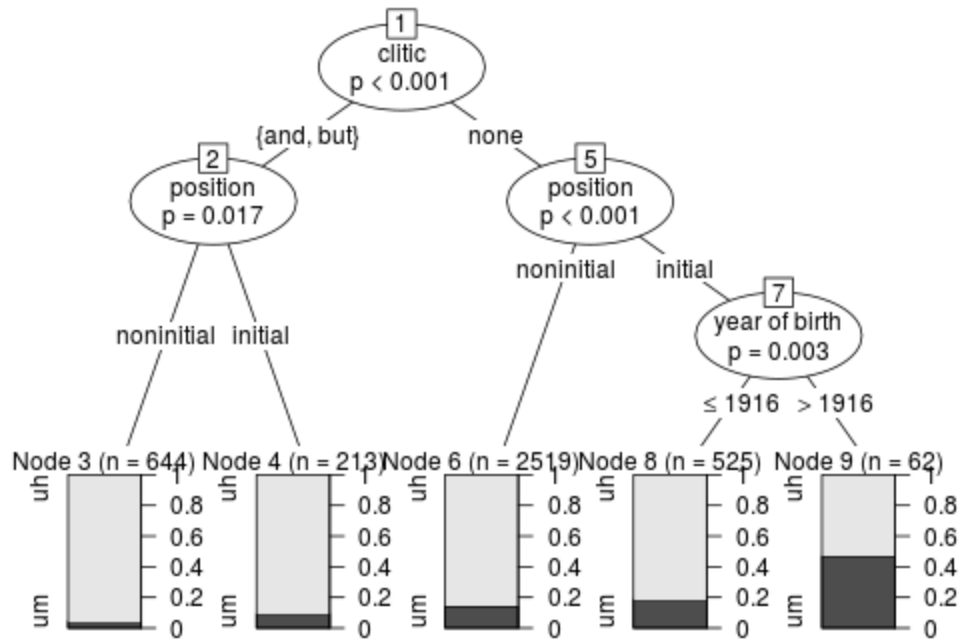 1
clitic
p < 0.001
{and, but}
none
2
position
p = 0.017
5
position
p < 0.001
noninitial
initial
7
year of birth
p = 0.003
noninitial
initial
≤ 1916
> 1916
Node 3 (n = 644)
Node 4 (n = 213)
Node 6 (n = 2519)
Node 8 (n = 525)
Node 9 (n = 62)
uh
um
1
0.8
0.6
0.4
0.2
0
uh
um
1
0.8
0.6
0.4
0.2
0
uh
um
1
0.8
0.6
0.4
0.2
0
uh
um
1
0.8
0.6
0.4
0.2
0
uh
um
1
0.8
0.6
0.4
0.2
0